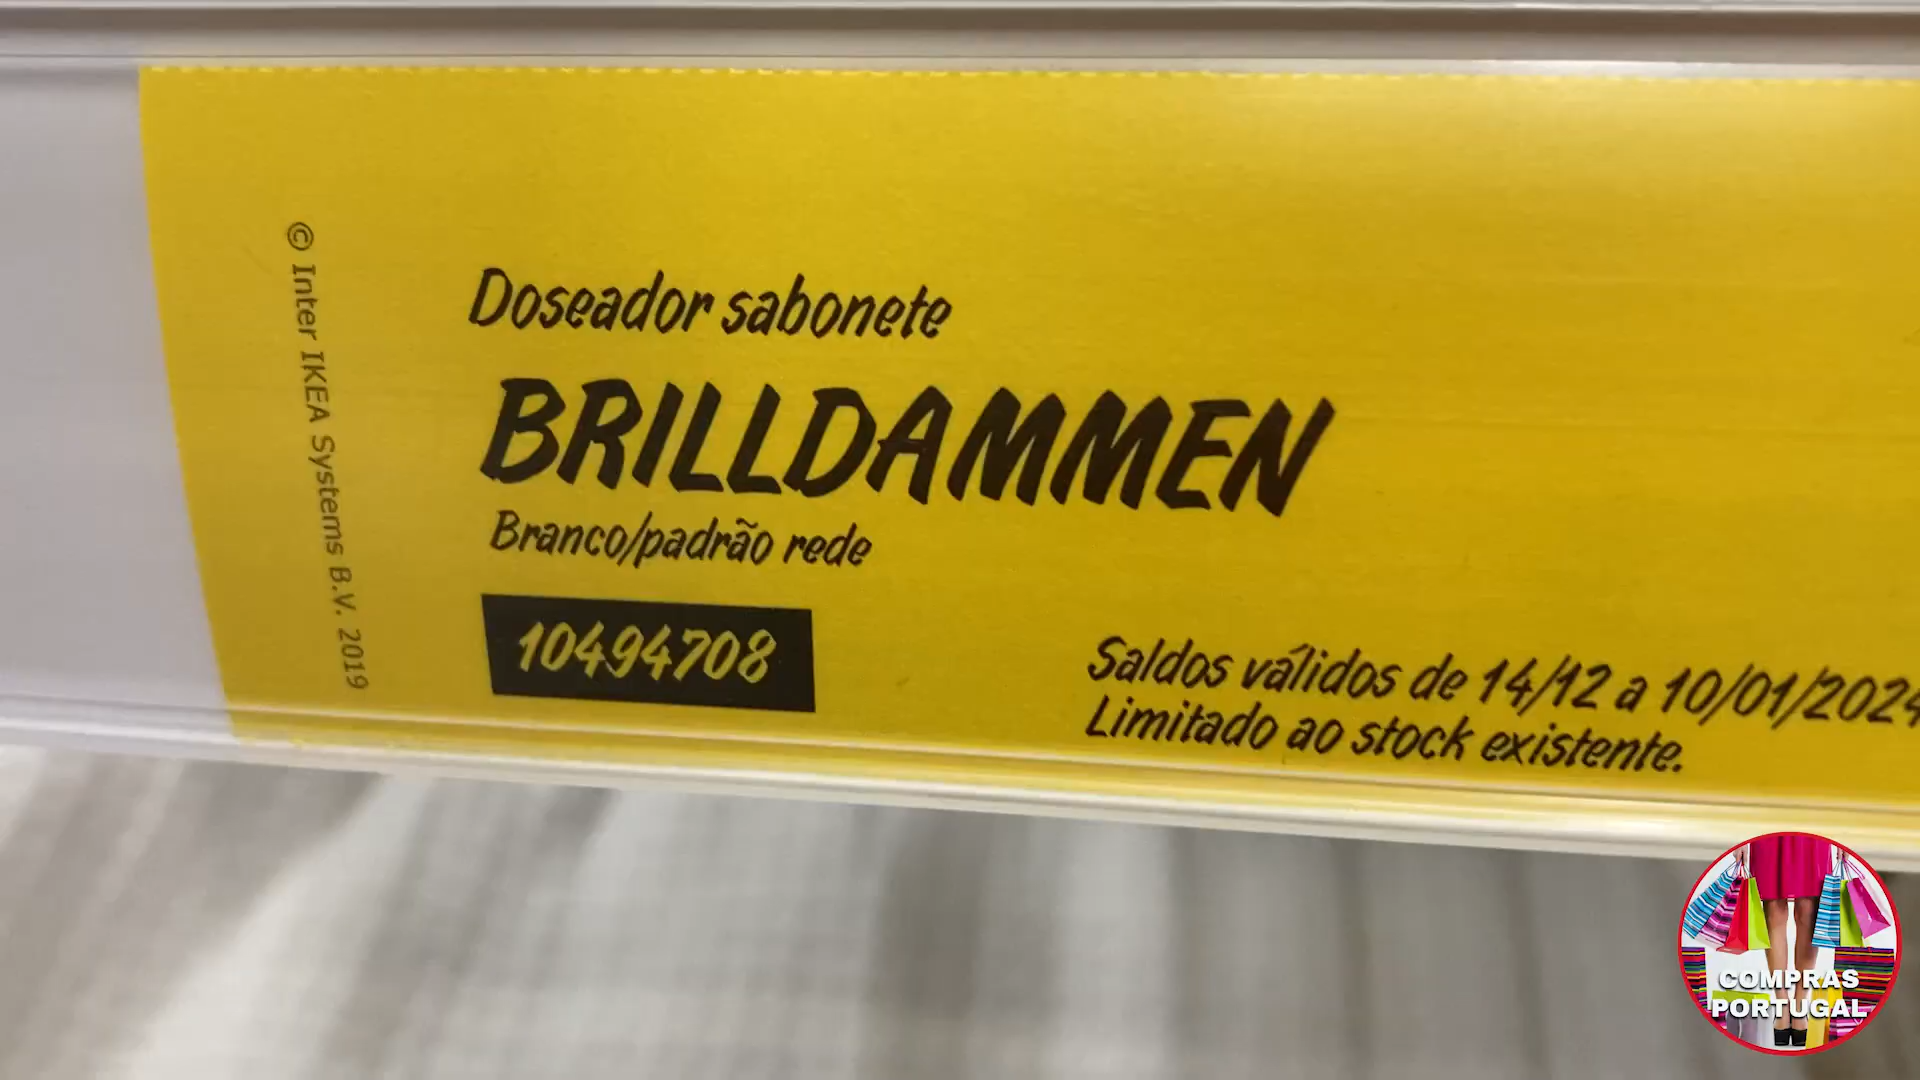 © Inter IKEA Systems B.V. 2019
Doseador sabonete
BRILLDAMMEN
Branco/padrão rede
10494708
Saldos válidos de 14/12 a 10/01/2024
Limitado ao stock existente.
COMPRAS
PORTUGAL